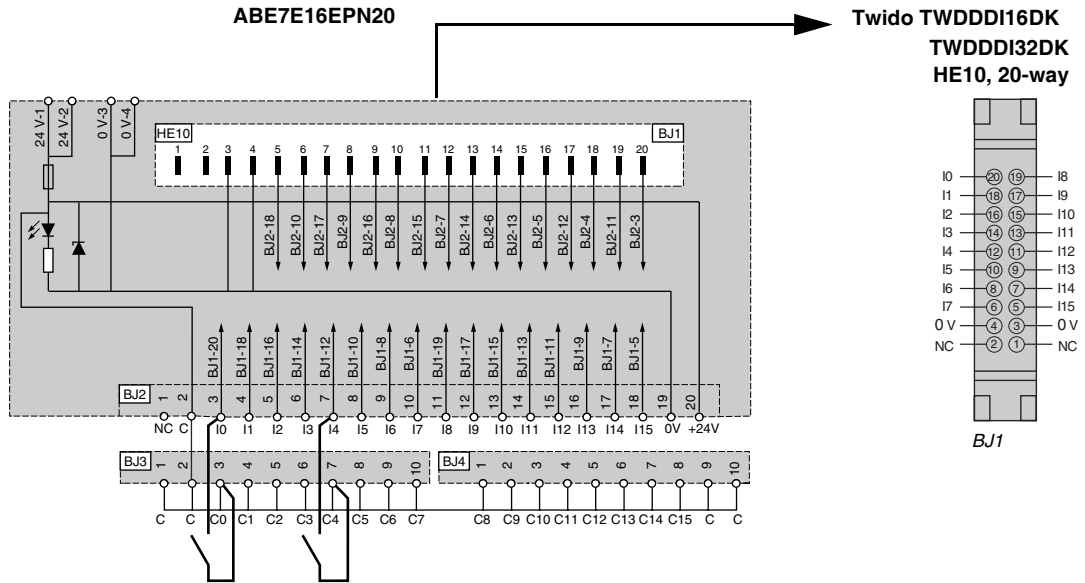 ABE7E16EPN20
Twido TWDDDI16DK
TWDDDI32DK
HE10, 20-way
24 V-1
24 V-2
0 V-3
0 V-4
HE10
BJ1
1 2 3 4 5 6 7 8 9 10 11 12 13 14 15 16 17 18 19 20
BJ2-18 BJ2-10 BJ2-17 BJ2-9 BJ2-16 BJ2-8 BJ2-15 BJ2-7 BJ2-14 BJ2-6 BJ2-13 BJ2-5 BJ2-12 BJ2-4 BJ2-11 BJ2-3
BJ1-20 BJ1-18 BJ1-16 BJ1-14 BJ1-12 BJ1-10 BJ1-8 BJ1-6 BJ1-19 BJ1-17 BJ1-15 BJ1-13 BJ1-11 BJ1-9 BJ1-7 BJ1-5
BJ2
1 2 3 4 5 6 7 8 9 10 11 12 13 14 15 16 17 18 19 20
NC C I0 I1 I2 I3 I4 I5 I6 I7 I8 I9 I10 I11 I12 I13 I14 I15 0V +24V
BJ3
1 2 3 4 5 6 7 8 9 10
BJ4
1 2 3 4 5 6 7 8 9 10
C C C0 C1 C2 C3 C4 C5 C6 C7
C8 C9 C10 C11 C12 C13 C14 C15 C C
I0 20 19 I8
I1 18 17 I9
I2 16 15 I10
I3 14 13 I11
I4 12 11 I12
I5 10 9 I13
I6 8 7 I14
I7 6 5 I15
0 V 4 3 0 V
NC 2 1 NC
BJ1